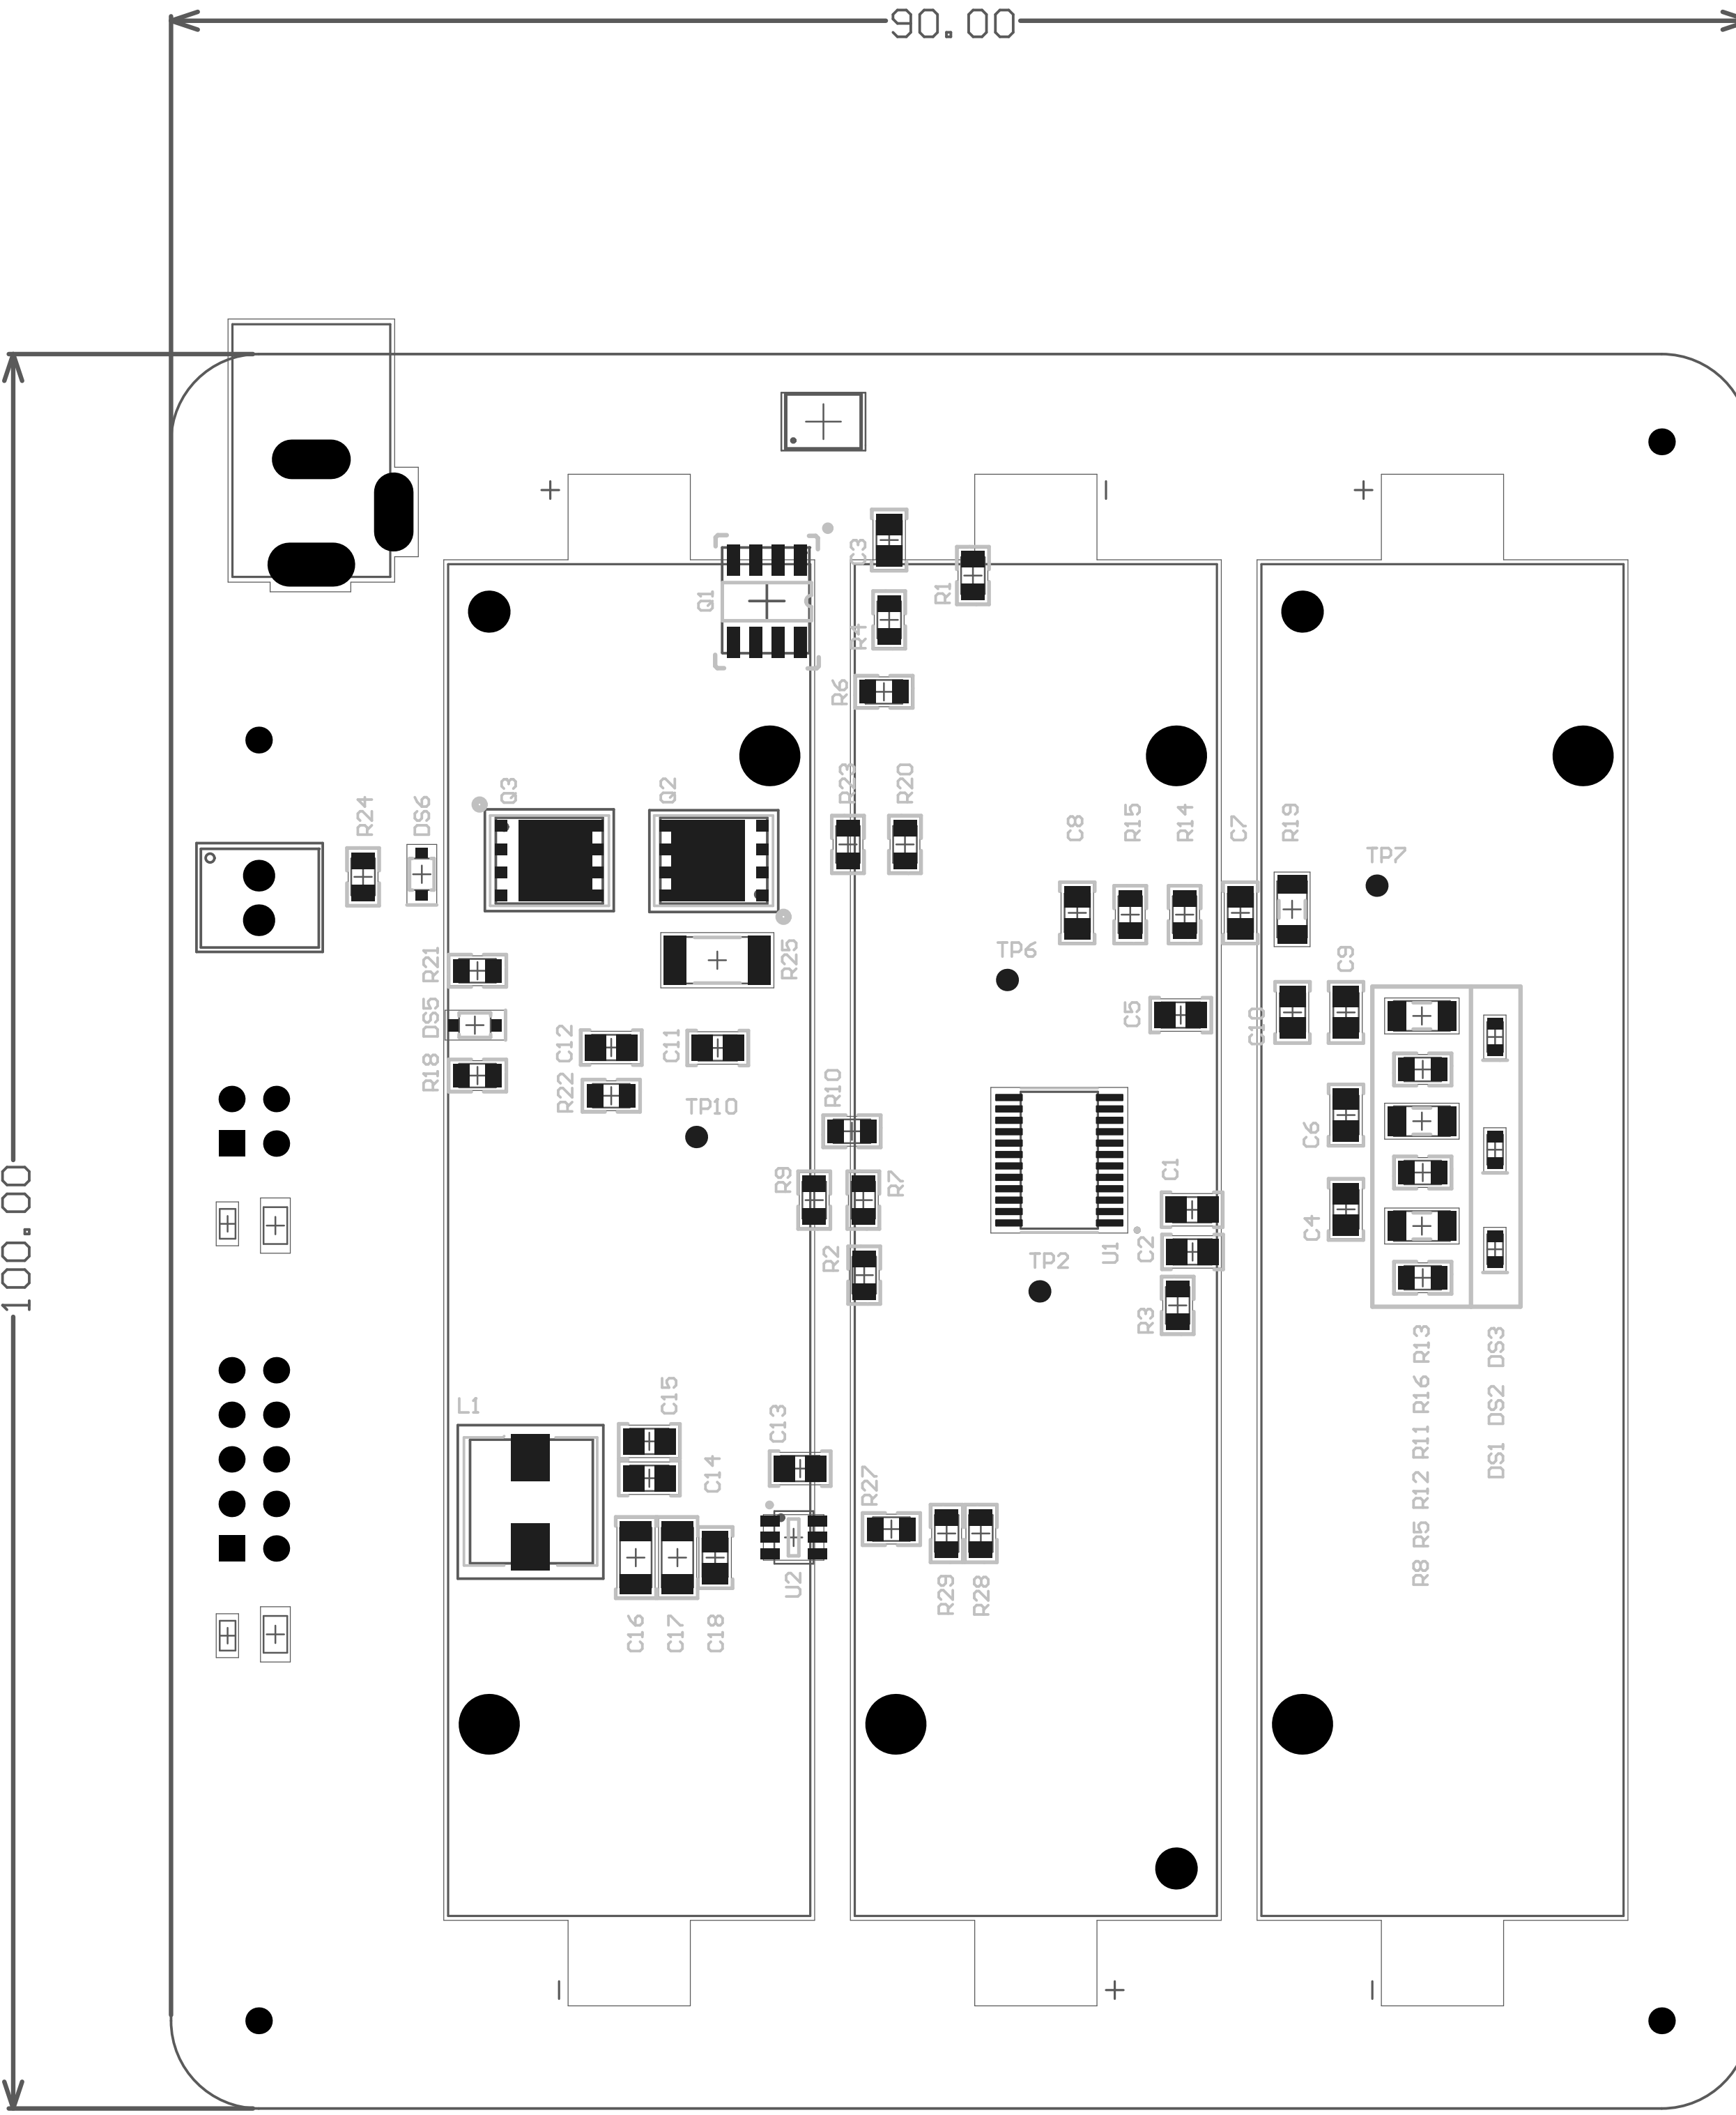 90.00
+
-
+
C3
R1
Q1
R4
R6
Q3
Q2
R23
R20
R24
DS6
C8
R15
R14
C7
R19
TP7
R21
R25
TP6
C9
DS5
C5
C10
C12
C11
R18
R22
R10
TP10
C6
100.00
R9
R7
C1
C4
R2
TP2
U1
C2
R3
L1
C15
C13
C14
R27
R8 R5 R12 R11 R16 R13
DS1 DS2 DS3
U2
R29
R28
C16
C17
C18
-
+
-